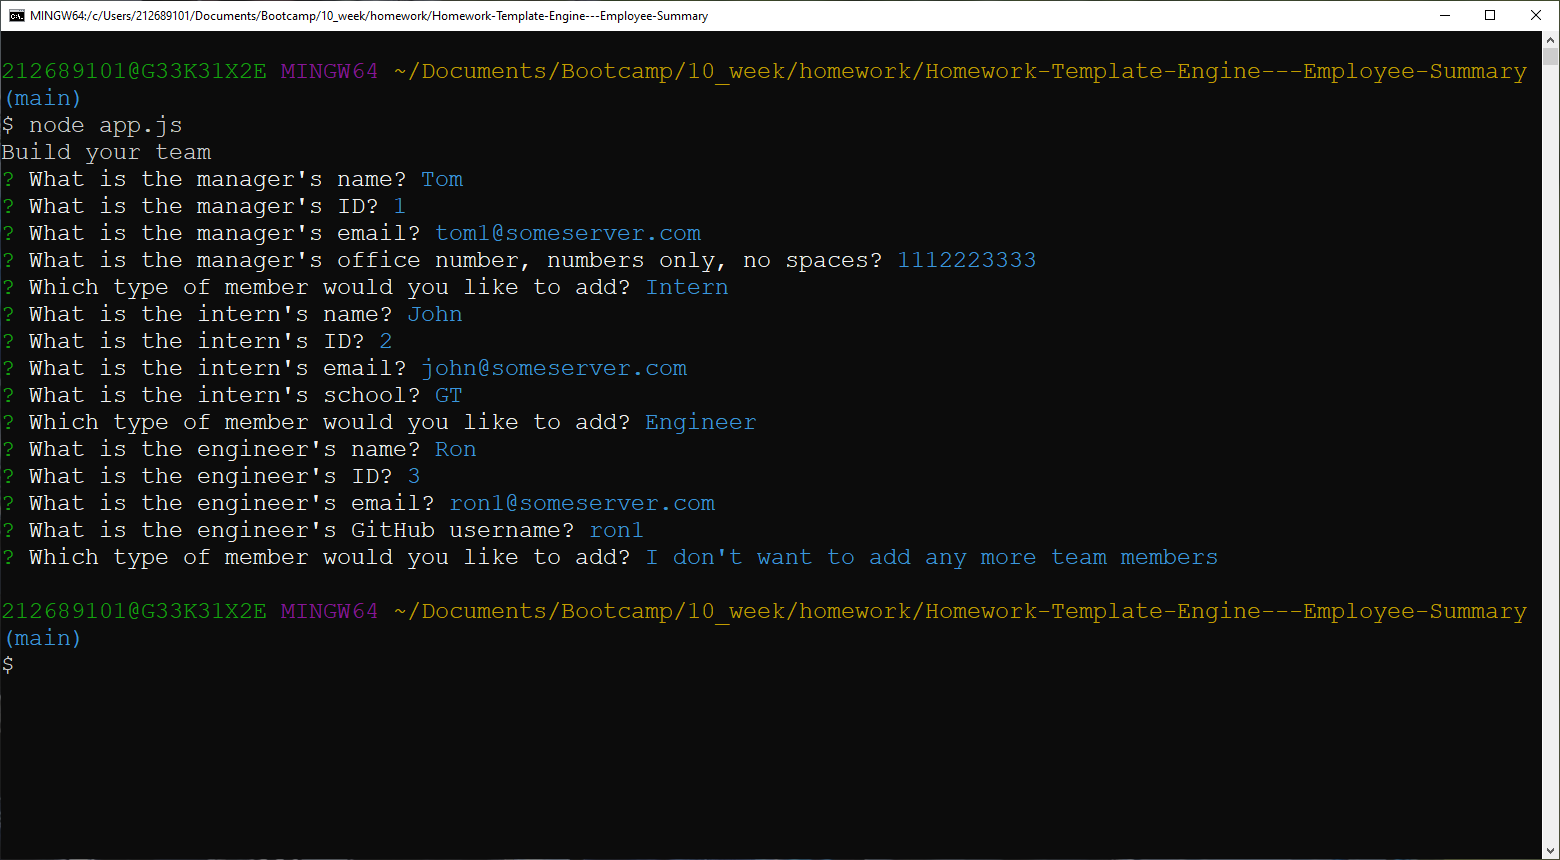 MINGW64:/c/Users/212689101/Documents/Bootcamp/10_week/homework/Homework-Template-Engine---Employee-Summary
212689101@G33K31X2E MINGW64 ~/Documents/Bootcamp/10_week/homework/Homework-Template-Engine---Employee-Summary
(main)
$ node app.js
Build your team
? What is the manager's name? Tom
? What is the manager's ID? 1
? What is the manager's email? tom1@someserver.com
? What is the manager's office number, numbers only, no spaces? 1112223333
? Which type of member would you like to add? Intern
? What is the intern's name? John
? What is the intern's ID? 2
? What is the intern's email? john@someserver.com
? What is the intern's school? GT
? Which type of member would you like to add? Engineer
? What is the engineer's name? Ron
? What is the engineer's ID? 3
? What is the engineer's email? ron1@someserver.com
? What is the engineer's GitHub username? ron1
? Which type of member would you like to add? I don't want to add any more team members
212689101@G33K31X2E MINGW64 ~/Documents/Bootcamp/10_week/homework/Homework-Template-Engine---Employee-Summary
(main)
$